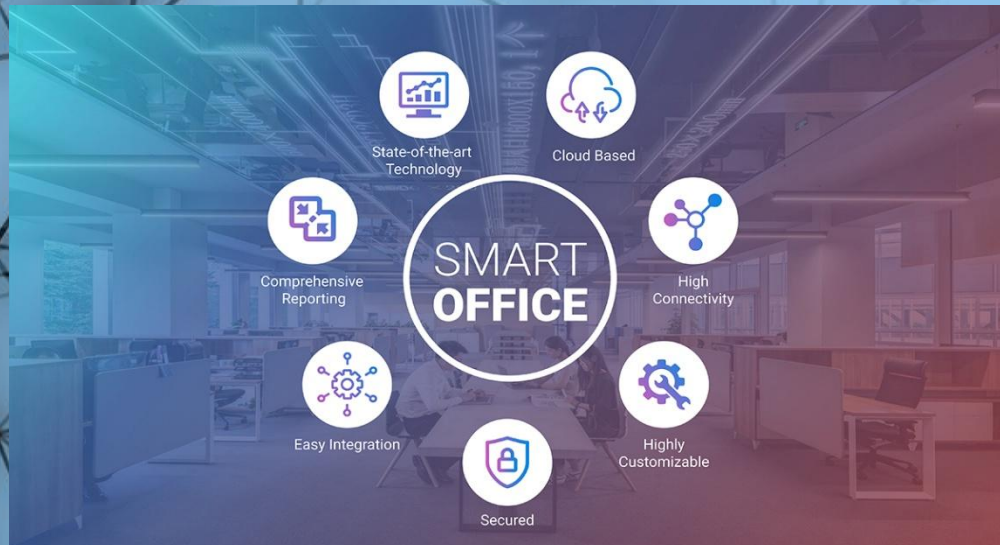 State-of-the-art
Technology
Cloud Based
Comprehensive
Reporting
SMART
OFFICE
High
Connectivity
Easy Integration
Highly
Customizable
Secured